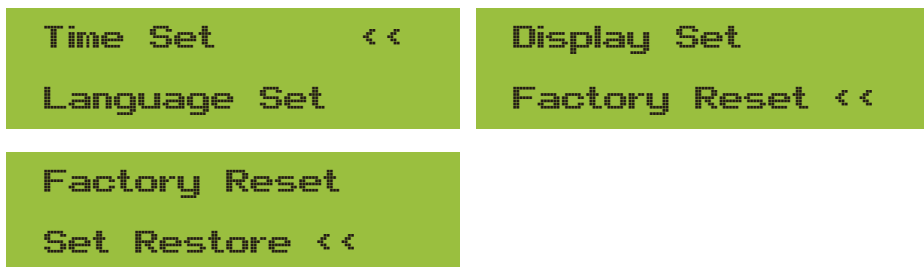 Time Set <<
Language Set
Display Set
Factory Reset <<
Factory Reset
Set Restore <<